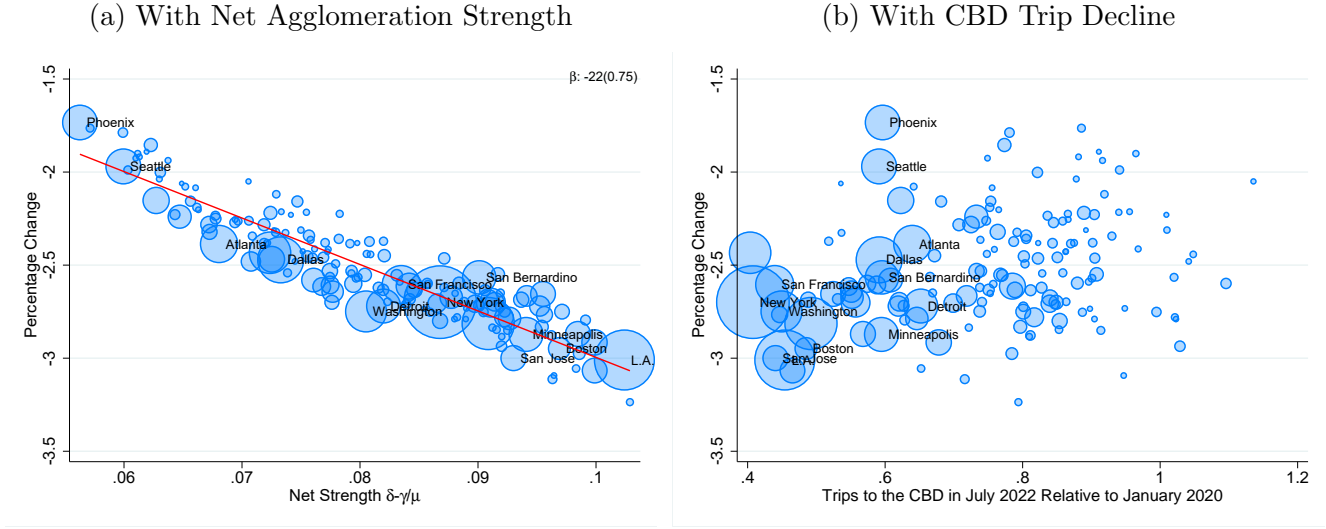 (a) With Net Agglomeration Strength
β: -22(0.75)
Percentage Change
-1.5
-2
-2.5
-3
-3.5
Phoenix
Seattle
Atlanta
Dallas
San Francisco
San Bernardino
Detroit
New York
Washington
Minneapolis
Boston
San Jose
L.A.
.06
.07
.08
.09
.1
Net Strength δ-γ/μ
(b) With CBD Trip Decline
Percentage Change
-1.5
-2
-2.5
-3
-3.5
Phoenix
Seattle
Atlanta
Dallas
San Bernardino
San Francisco
New York
Detroit
Washington
Minneapolis
Boston
San Jose
L.A.
.4
.6
.8
1
1.2
Trips to the CBD in July 2022 Relative to January 2020